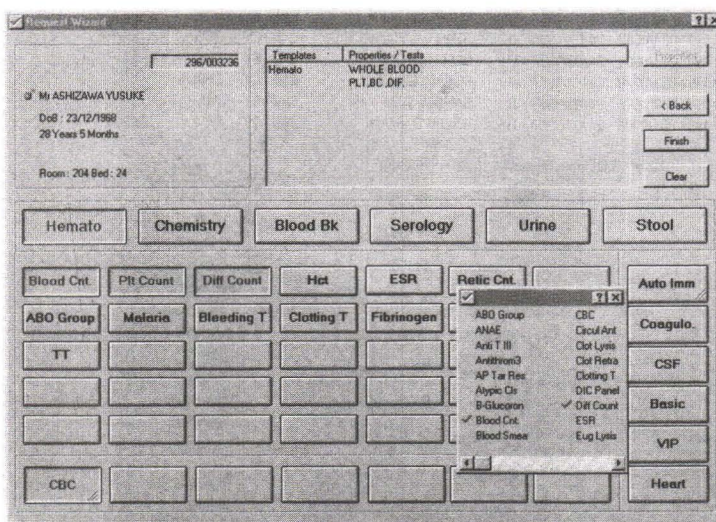 Request Wizard
296/003236
Mr ASHIZAWA YUSUKE
DoB : 23/12/1968
28 Years 5 Months
Room : 204 Bed : 24
Templates Properties / Tests
Hemato WHOLE BLOOD
PLT,BC ,DIF.
Properties
< Back
Finish
Clear
Hemato Chemistry Blood Bk Serology Urine Stool
Blood Cnt. Plt Count Diff Count Hct ESR Retic Cnt.
ABO Group Malaria Bleeding T Clotting T Fibrinogen
TT
CBC
ABO Group CBC
ANAE Circul Ant
Anti T III Clot Lysis
Antithrom3 Clot Retra
AP Tar Res Clotting T
Atypic Cls DIC Panel
B-Glucoron Diff Count
Blood Cnt. ESR
Blood Smea Eug Lysis
Auto Imm
Coagulo.
CSF
Basic
VIP
Heart